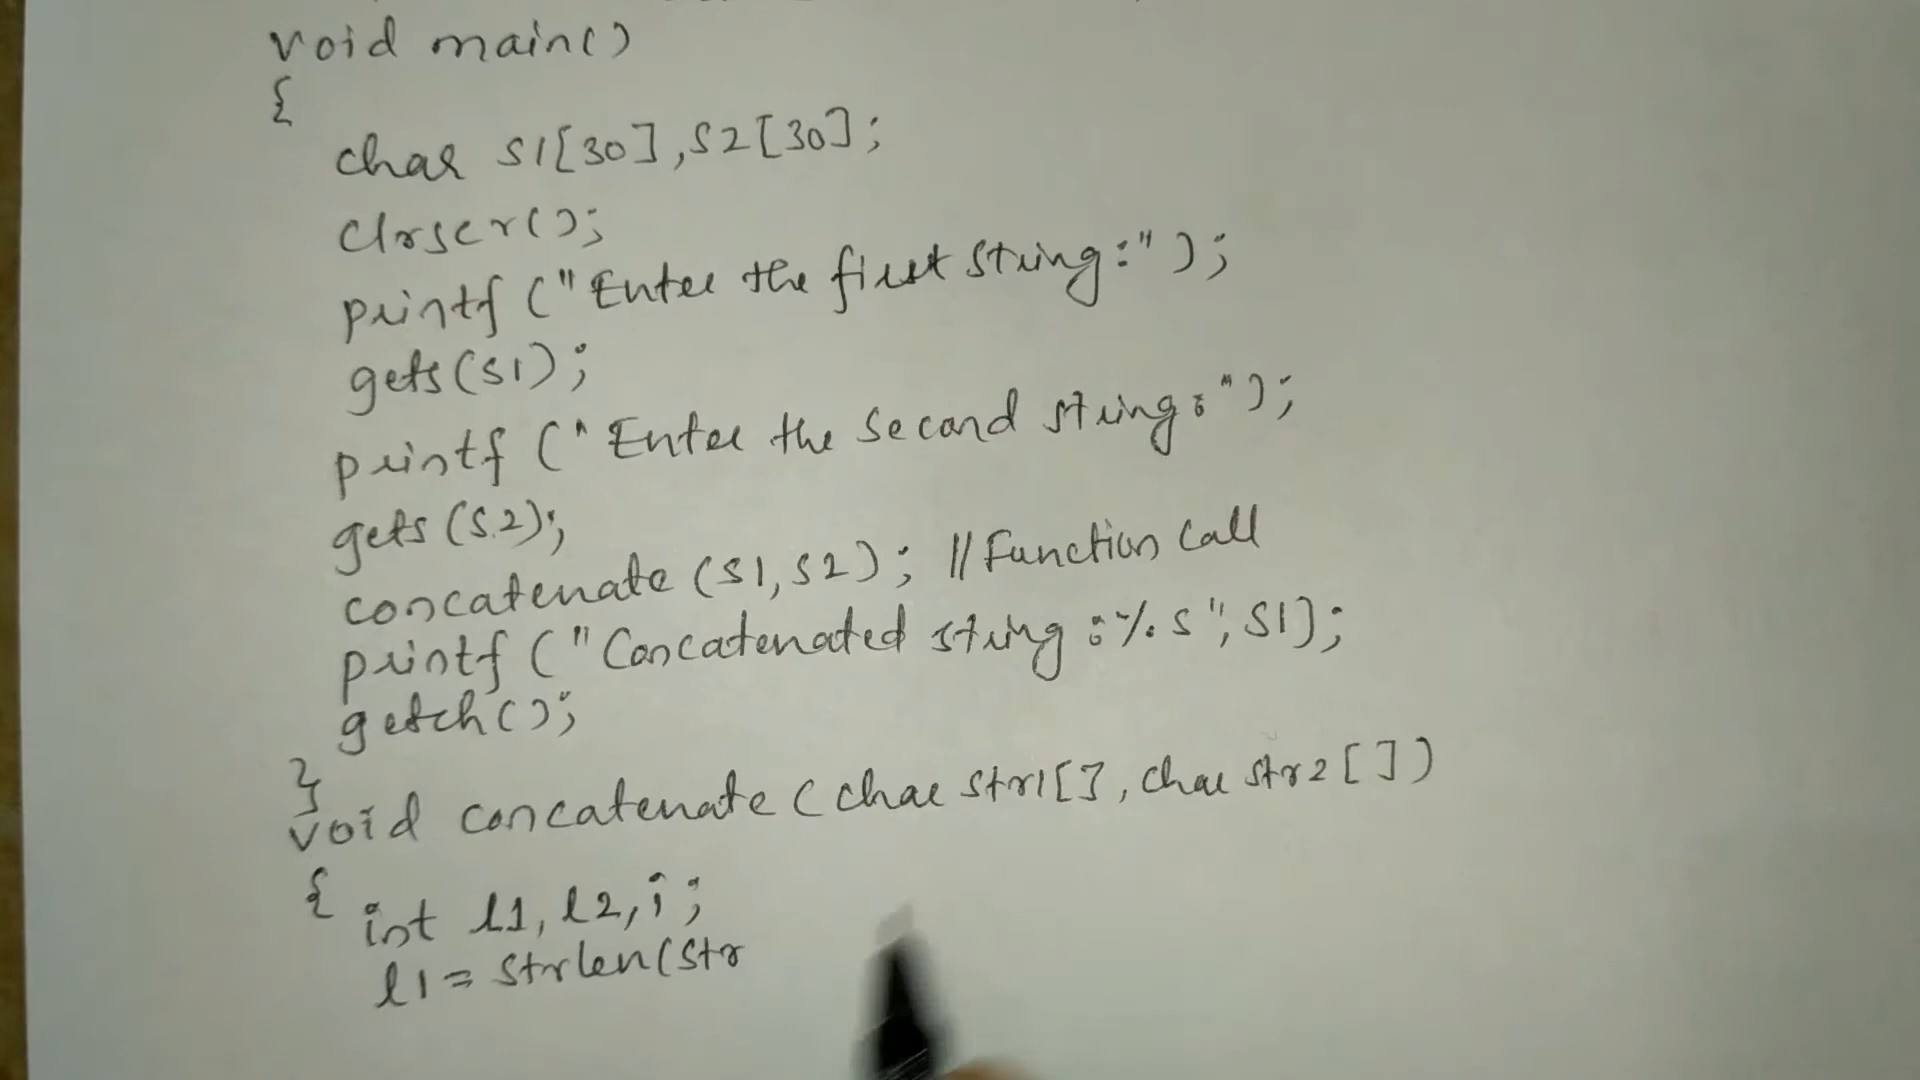 void main()
{
char s1[30],s2[30];
clrscr();
printf ("Enter the first string:");
gets(s1);
printf ("Enter the second string:");
gets (s2);
concatenate (s1,s2); //Function call
printf ("Concatenated string :%s",s1);
getch();
}
void concatenate (char str1[], char str2[])
{ int l1, l2, i;
l1= strlen(str